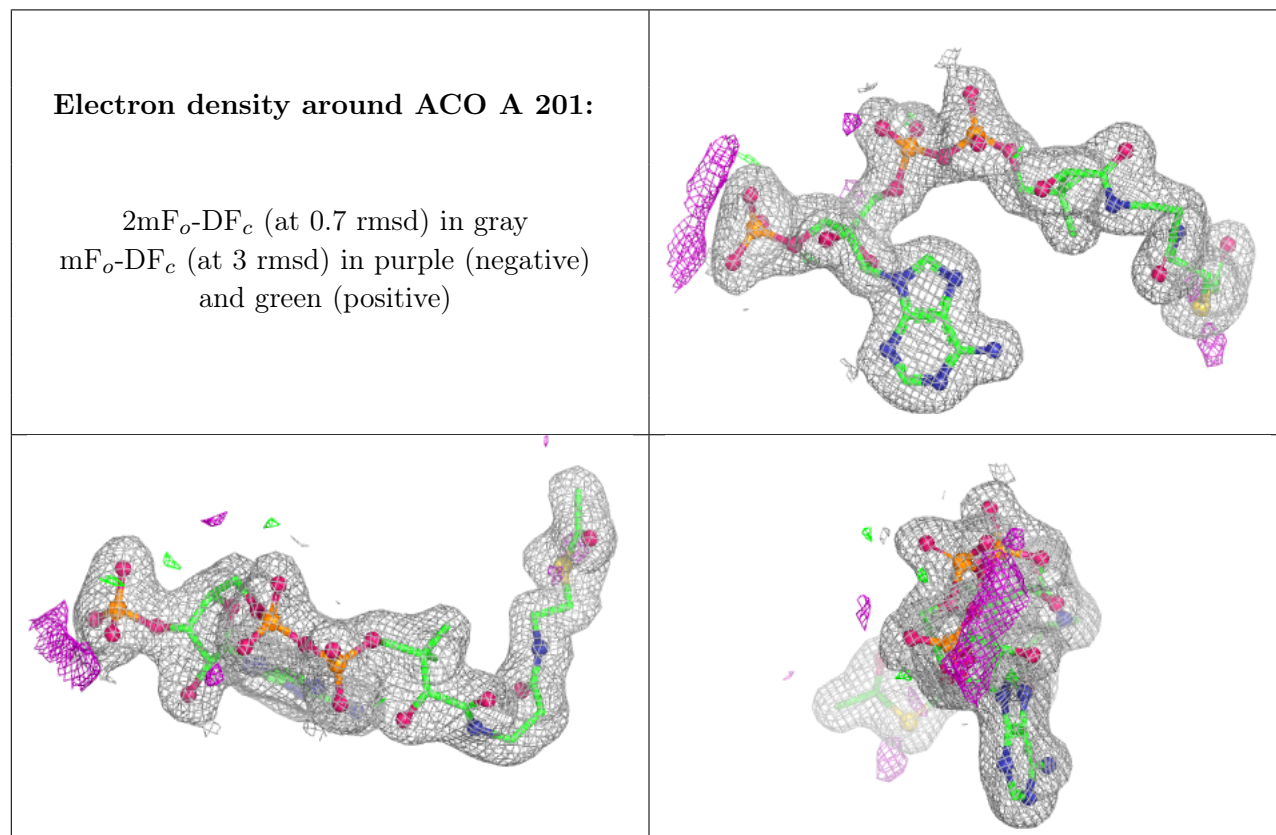 Electron density around ACO A 201:
2mFₒ-DF𝒸 (at 0.7 rmsd) in gray
mFₒ-DF𝒸 (at 3 rmsd) in purple (negative)
and green (positive)